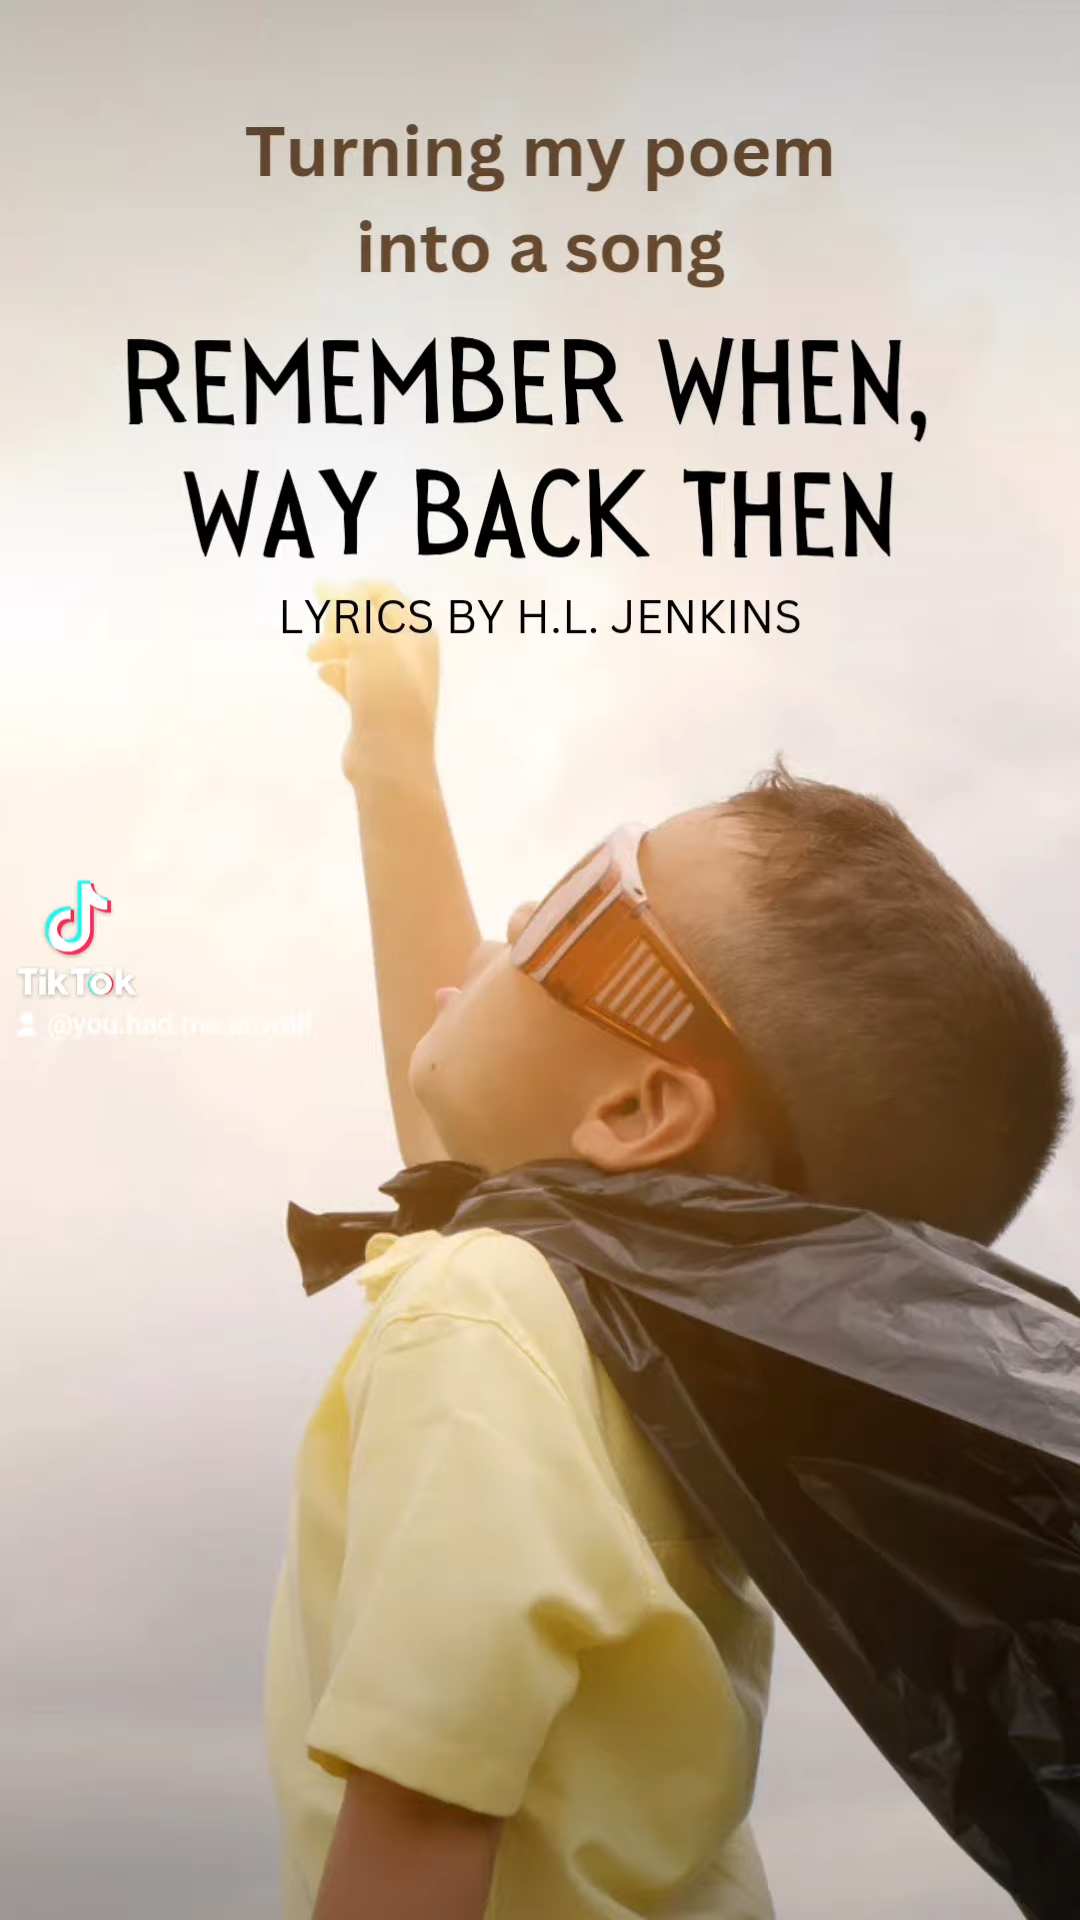 Turning my poem
into a song
REMEMBER WHEN,
WAY BACK THEN
LYRICS BY H.L. JENKINS
TikTok